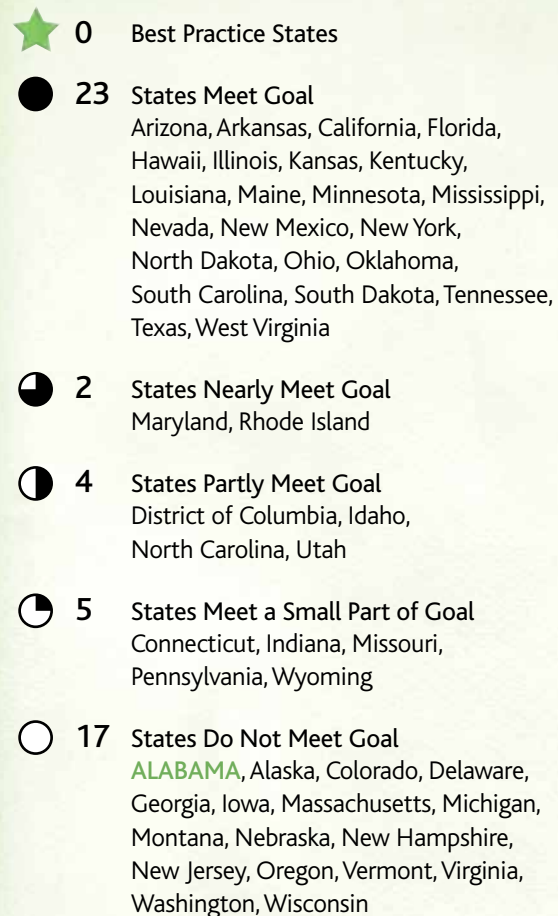 0 Best Practice States
23 States Meet Goal
Arizona, Arkansas, California, Florida,
Hawaii, Illinois, Kansas, Kentucky,
Louisiana, Maine, Minnesota, Mississippi,
Nevada, New Mexico, New York,
North Dakota, Ohio, Oklahoma,
South Carolina, South Dakota, Tennessee,
Texas, West Virginia
2 States Nearly Meet Goal
Maryland, Rhode Island
4 States Partly Meet Goal
District of Columbia, Idaho,
North Carolina, Utah
5 States Meet a Small Part of Goal
Connecticut, Indiana, Missouri,
Pennsylvania, Wyoming
17 States Do Not Meet Goal
ALABAMA, Alaska, Colorado, Delaware,
Georgia, Iowa, Massachusetts, Michigan,
Montana, Nebraska, New Hampshire,
New Jersey, Oregon, Vermont, Virginia,
Washington, Wisconsin